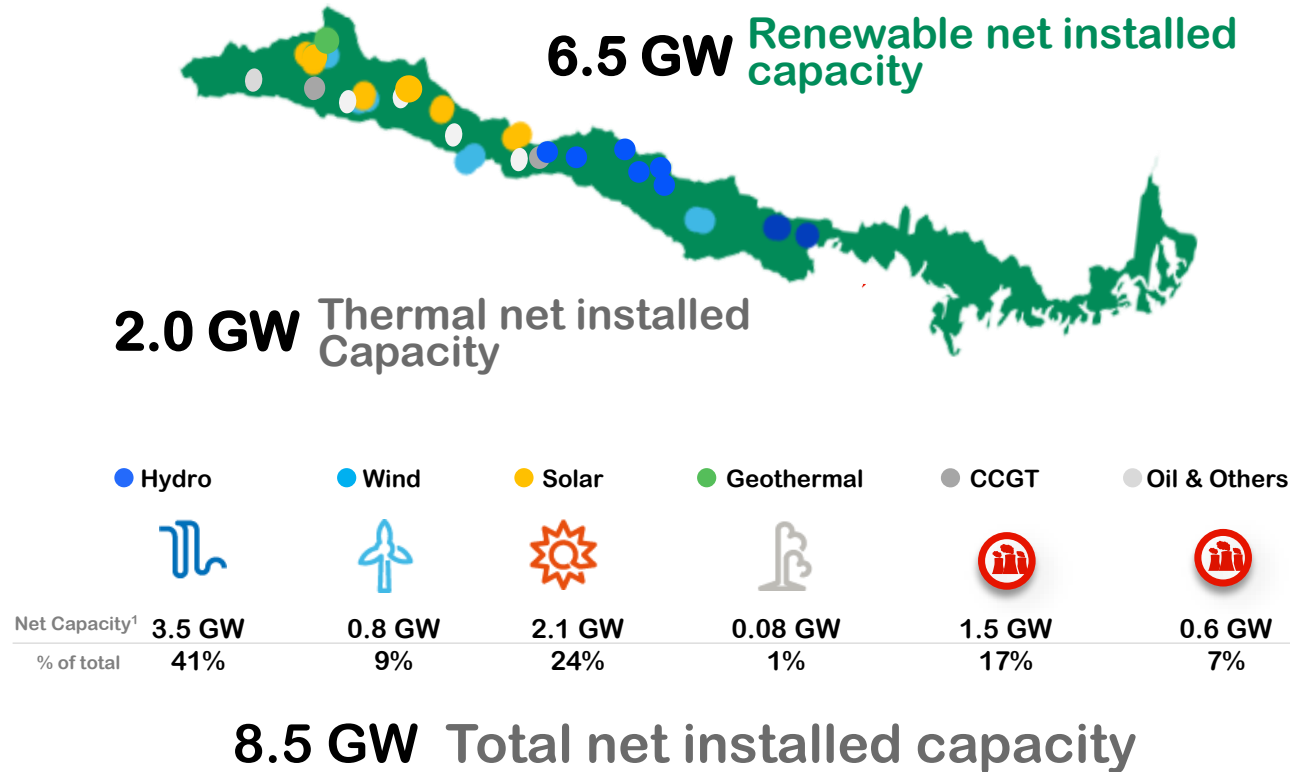 6.5 GW Renewable net installed
capacity
2.0 GW Thermal net installed
Capacity
Hydro Wind Solar Geothermal CCGT Oil & Others
Net Capacity¹ 3.5 GW 0.8 GW 2.1 GW 0.08 GW 1.5 GW 0.6 GW
% of total 41% 9% 24% 1% 17% 7%
8.5 GW Total net installed capacity